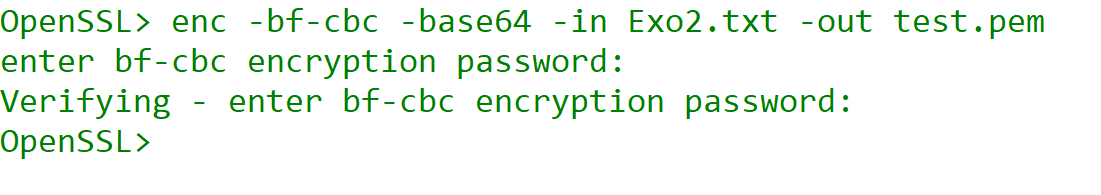 OpenSSL> enc -bf-cbc -base64 -in Exo2.txt -out test.pem
enter bf-cbc encryption password:
Verifying - enter bf-cbc encryption password:
OpenSSL>